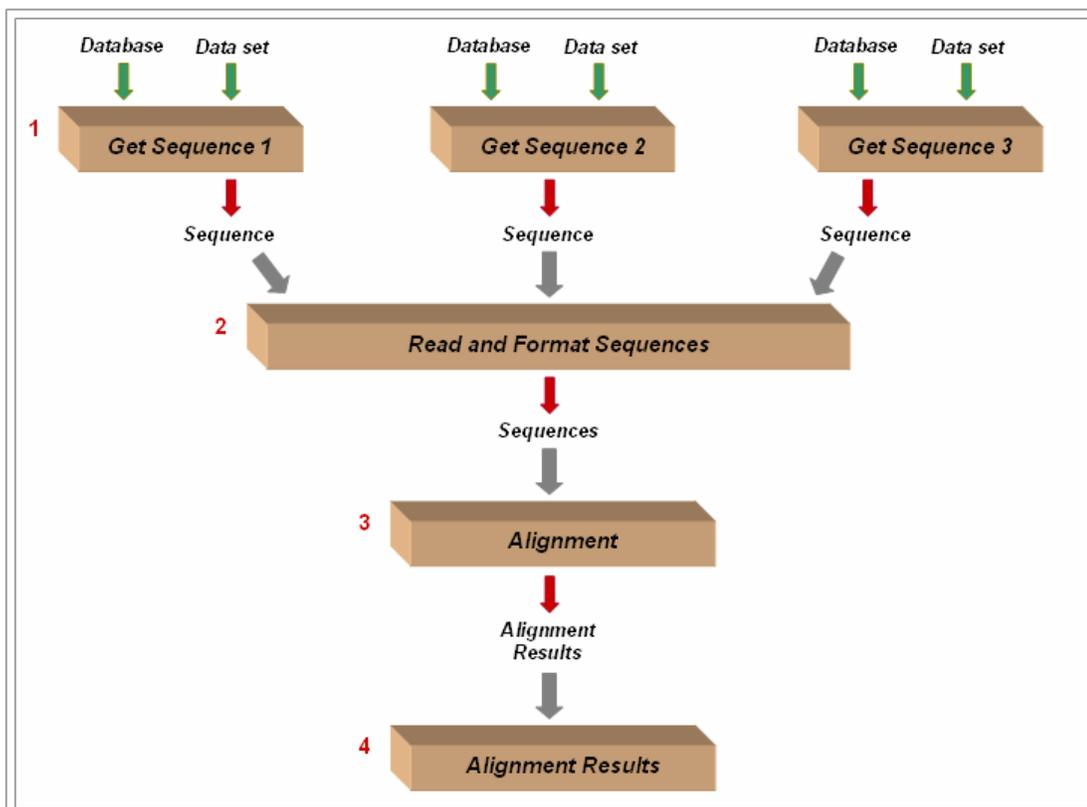 Database Data set Database Data set Database Data set
1 Get Sequence 1 Get Sequence 2 Get Sequence 3
Sequence Sequence Sequence
2 Read and Format Sequences
Sequences
3 Alignment
Alignment
Results
4 Alignment Results